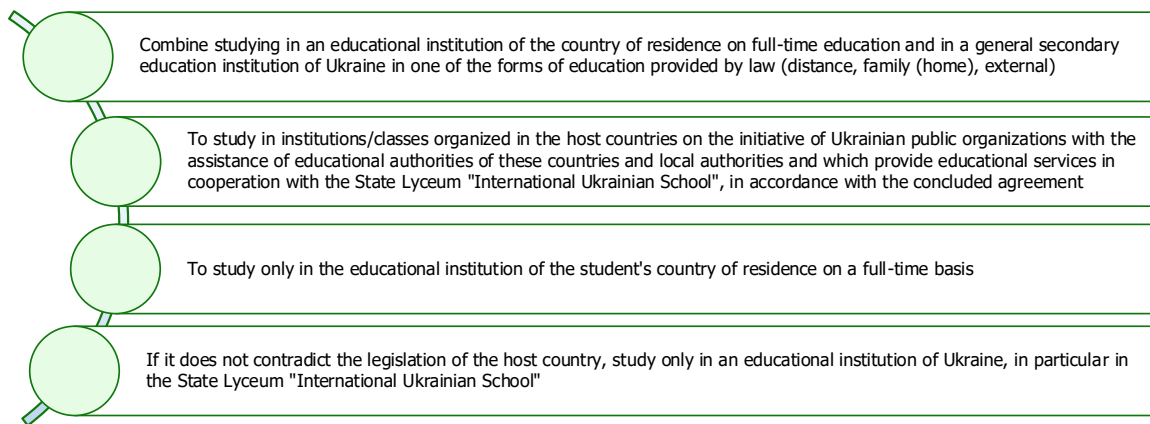 Combine studying in an educational institution of the country of residence on full-time education and in a general secondary
education institution of Ukraine in one of the forms of education provided by law (distance, family (home), external)
To study in institutions/classes organized in the host countries on the initiative of Ukrainian public organizations with the
assistance of educational authorities of these countries and local authorities and which provide educational services in
cooperation with the State Lyceum "International Ukrainian School", in accordance with the concluded agreement
To study only in the educational institution of the student's country of residence on a full-time basis
If it does not contradict the legislation of the host country, study only in an educational institution of Ukraine, in particular in
the State Lyceum "International Ukrainian School"